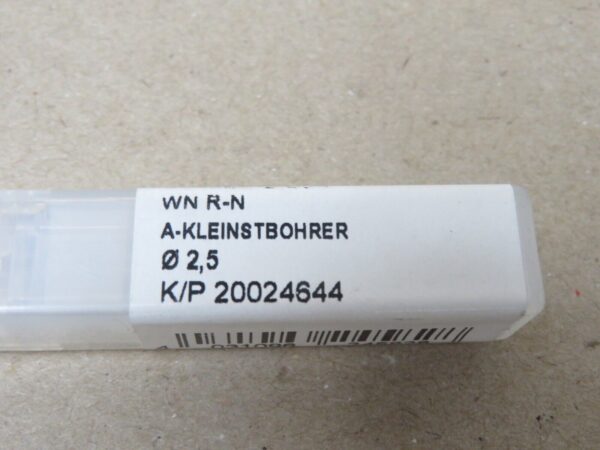 WN R-N
A-KLEINSTBOHRER
Ø 2,5
K/P 20024644